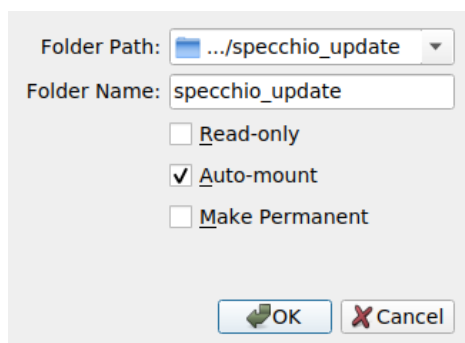 Folder Path: .../specchio_update
Folder Name: specchio_update
Read-only
Auto-mount
Make Permanent
OK Cancel